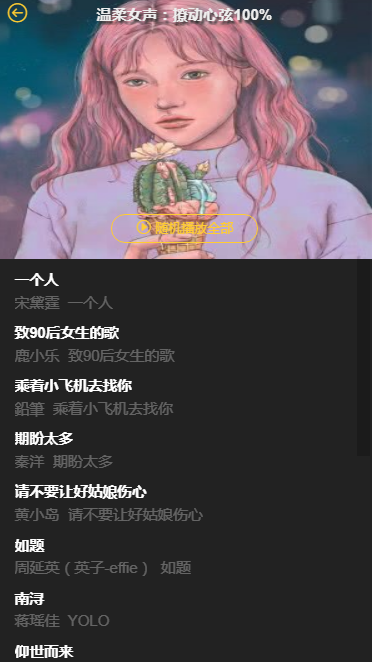 温柔女声：撩动心弦100%
随机播放全部
一个人
宋黛霆 一个人
致90后女生的歌
鹿小乐 致90后女生的歌
乘着小飞机去找你
鉛筆 乘着小飞机去找你
期盼太多
秦洋 期盼太多
请不要让好姑娘伤心
黄小岛 请不要让好姑娘伤心
如题
周延英（英子-effie） 如题
南浔
蒋瑶佳 YOLO
仰世而来